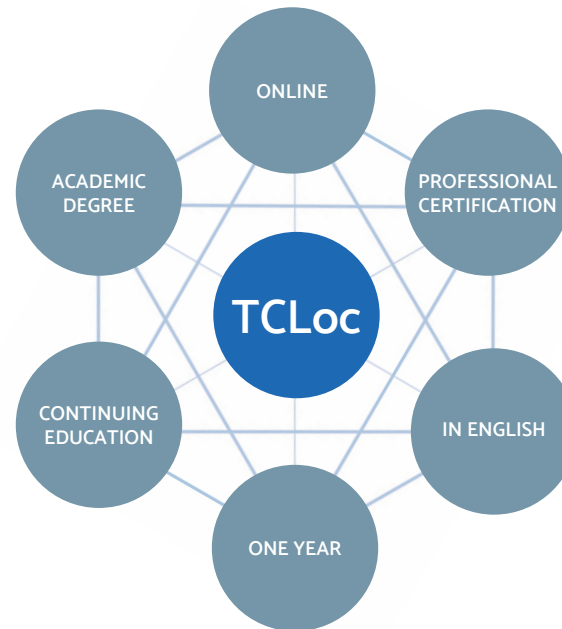 ONLINE
ACADEMIC
DEGREE
PROFESSIONAL
CERTIFICATION
TCLoc
CONTINUING
EDUCATION
IN ENGLISH
ONE YEAR